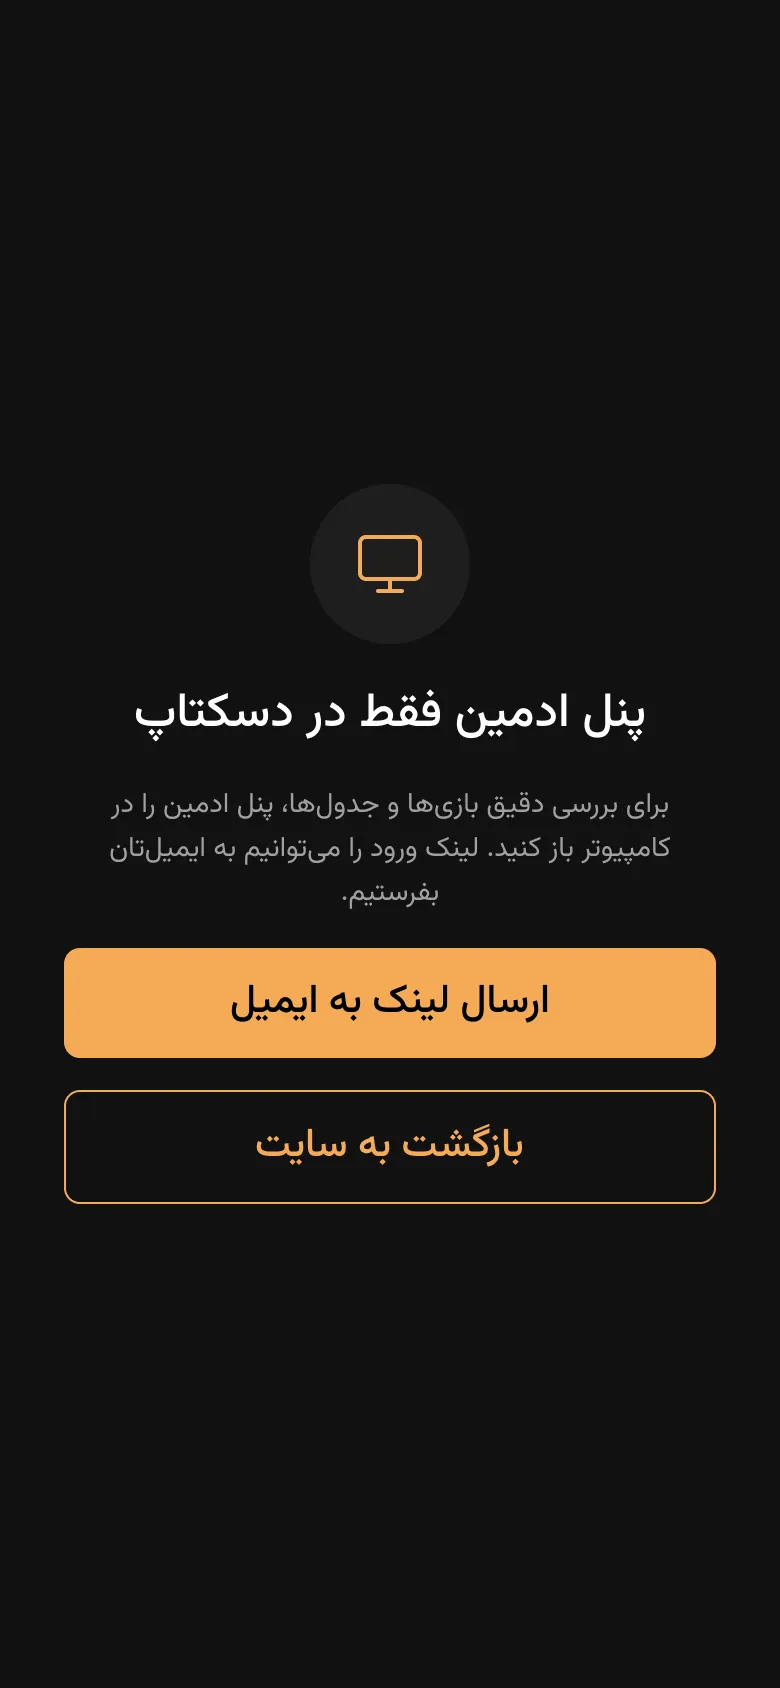 پنل ادمین فقط در دسکتاپ
برای بررسی دقیق بازی‌ها و جدول‌ها، پنل ادمین را در
کامپیوتر باز کنید. لینک ورود را می‌توانیم به ایمیل‌تان
بفرستیم.
ارسال لینک به ایمیل
بازگشت به سایت